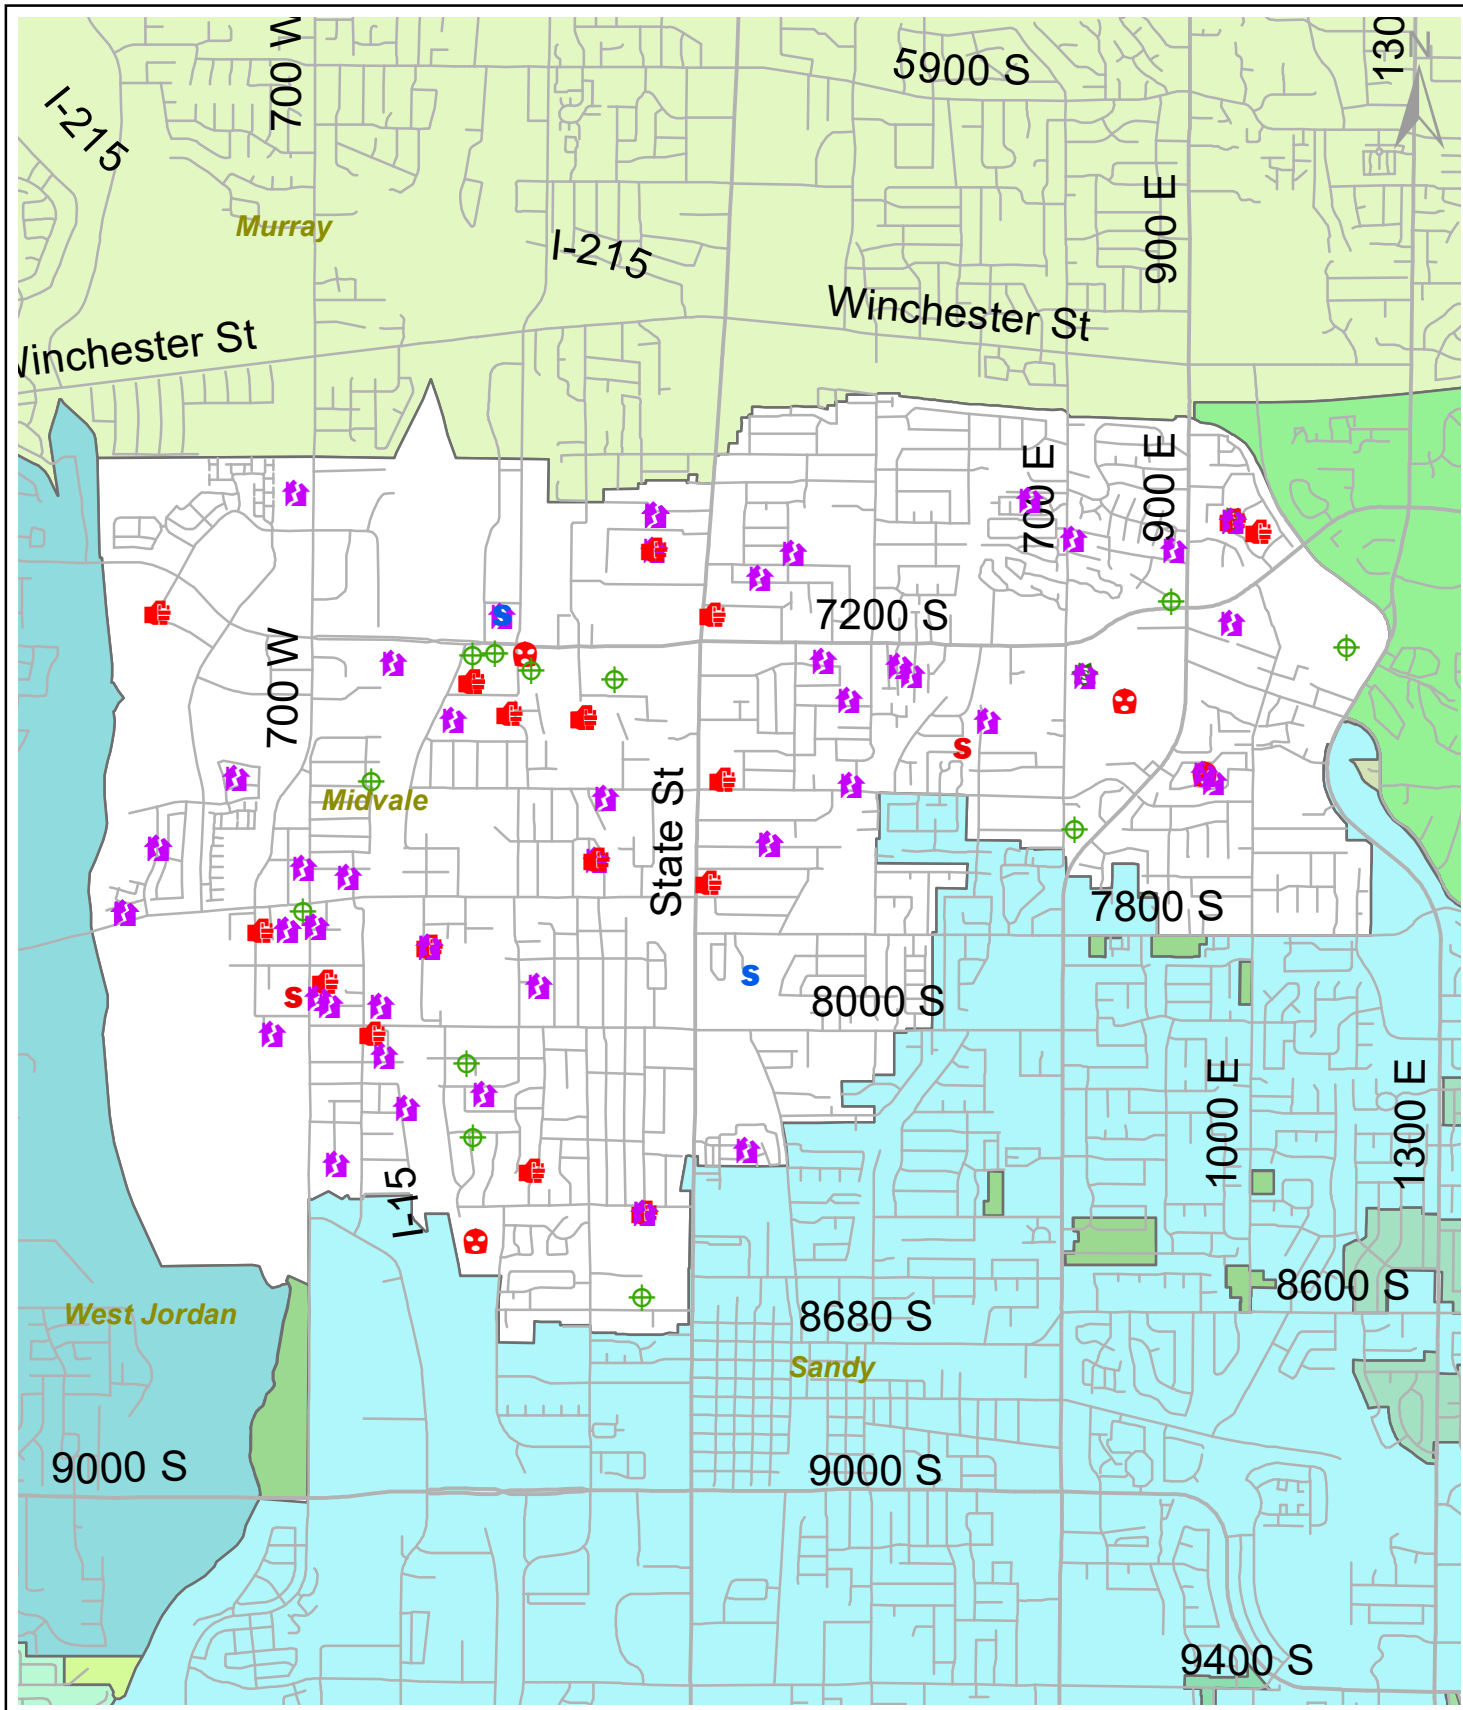 700 W
5900 S
130
N
I-215
Murray
900 E
I-215
Winchester St
Winchester St
700 E
900 E
S
7200 S
700 W
S
State St
Midvale
7800 S
S
S
8000 S
1000 E
1300 E
I-15
8600 S
West Jordan
8680 S
Sandy
9000 S
9000 S
9400 S